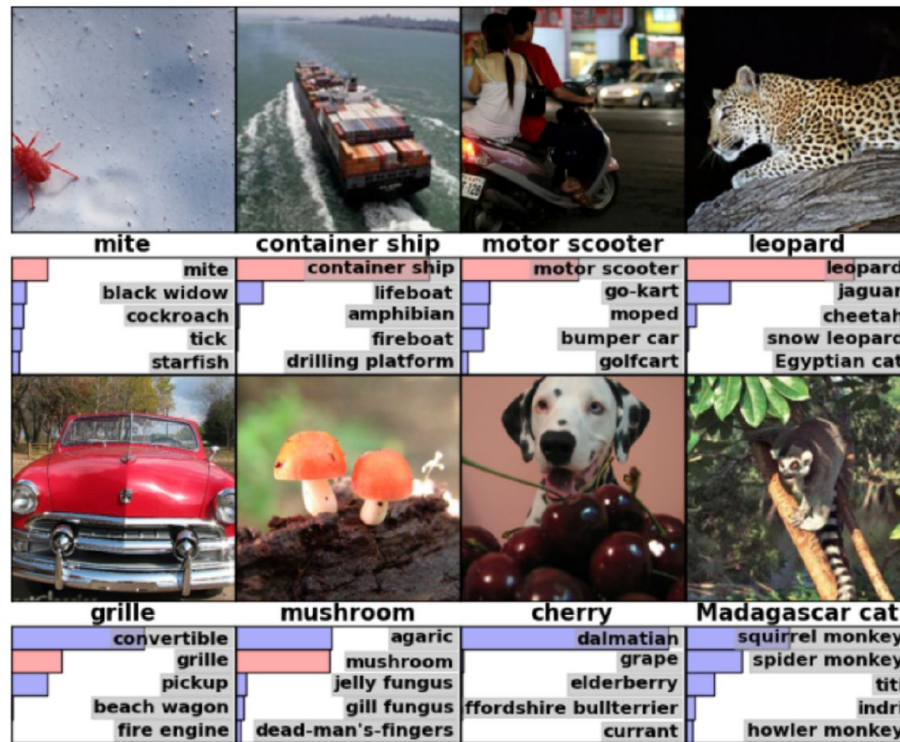 mite container ship motor scooter leopard
mite container ship motor scooter leopard
black widow lifeboat go-kart jaguar
cockroach amphibian moped cheetah
tick fireboat bumper car snow leopard
starfish drilling platform golfcart Egyptian cat
grille mushroom cherry Madagascar cat
convertible agaric dalmatian squirrel monkey
grille mushroom grape spider monkey
pickup jelly fungus elderberry titi
beach wagon gill fungus ffordshire bullterrier indri
fire engine dead-man's-fingers currant howler monkey